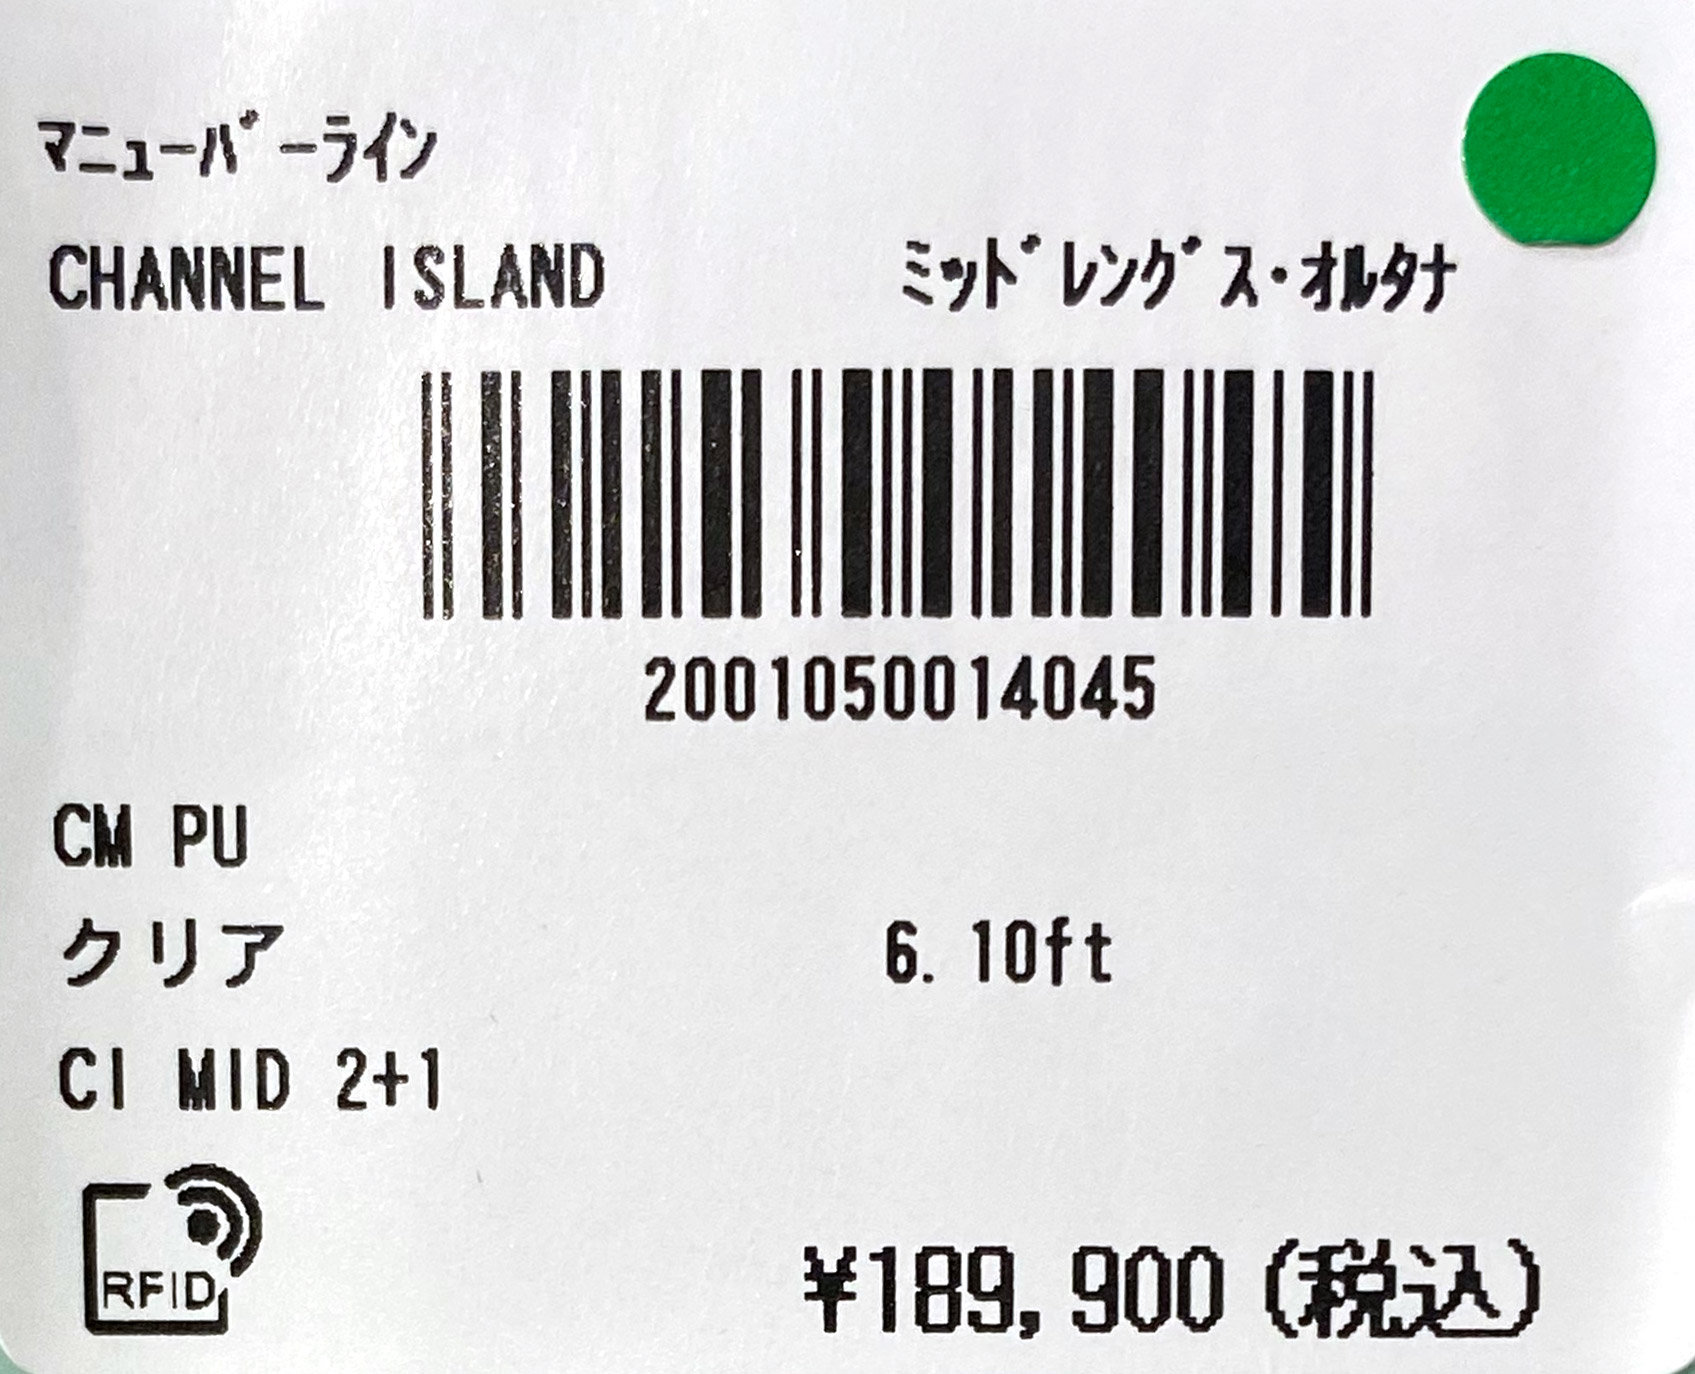 ﾏﾆｭｰﾊﾞｰﾗｲﾝ
CHANNEL ISLAND ﾐｯﾄﾞﾚﾝｸﾞｽ･ｵﾙﾀﾅ
2001050014045
CM PU
クリア 6.10ft
CI MID 2+1
RFID
¥189,900(税込)